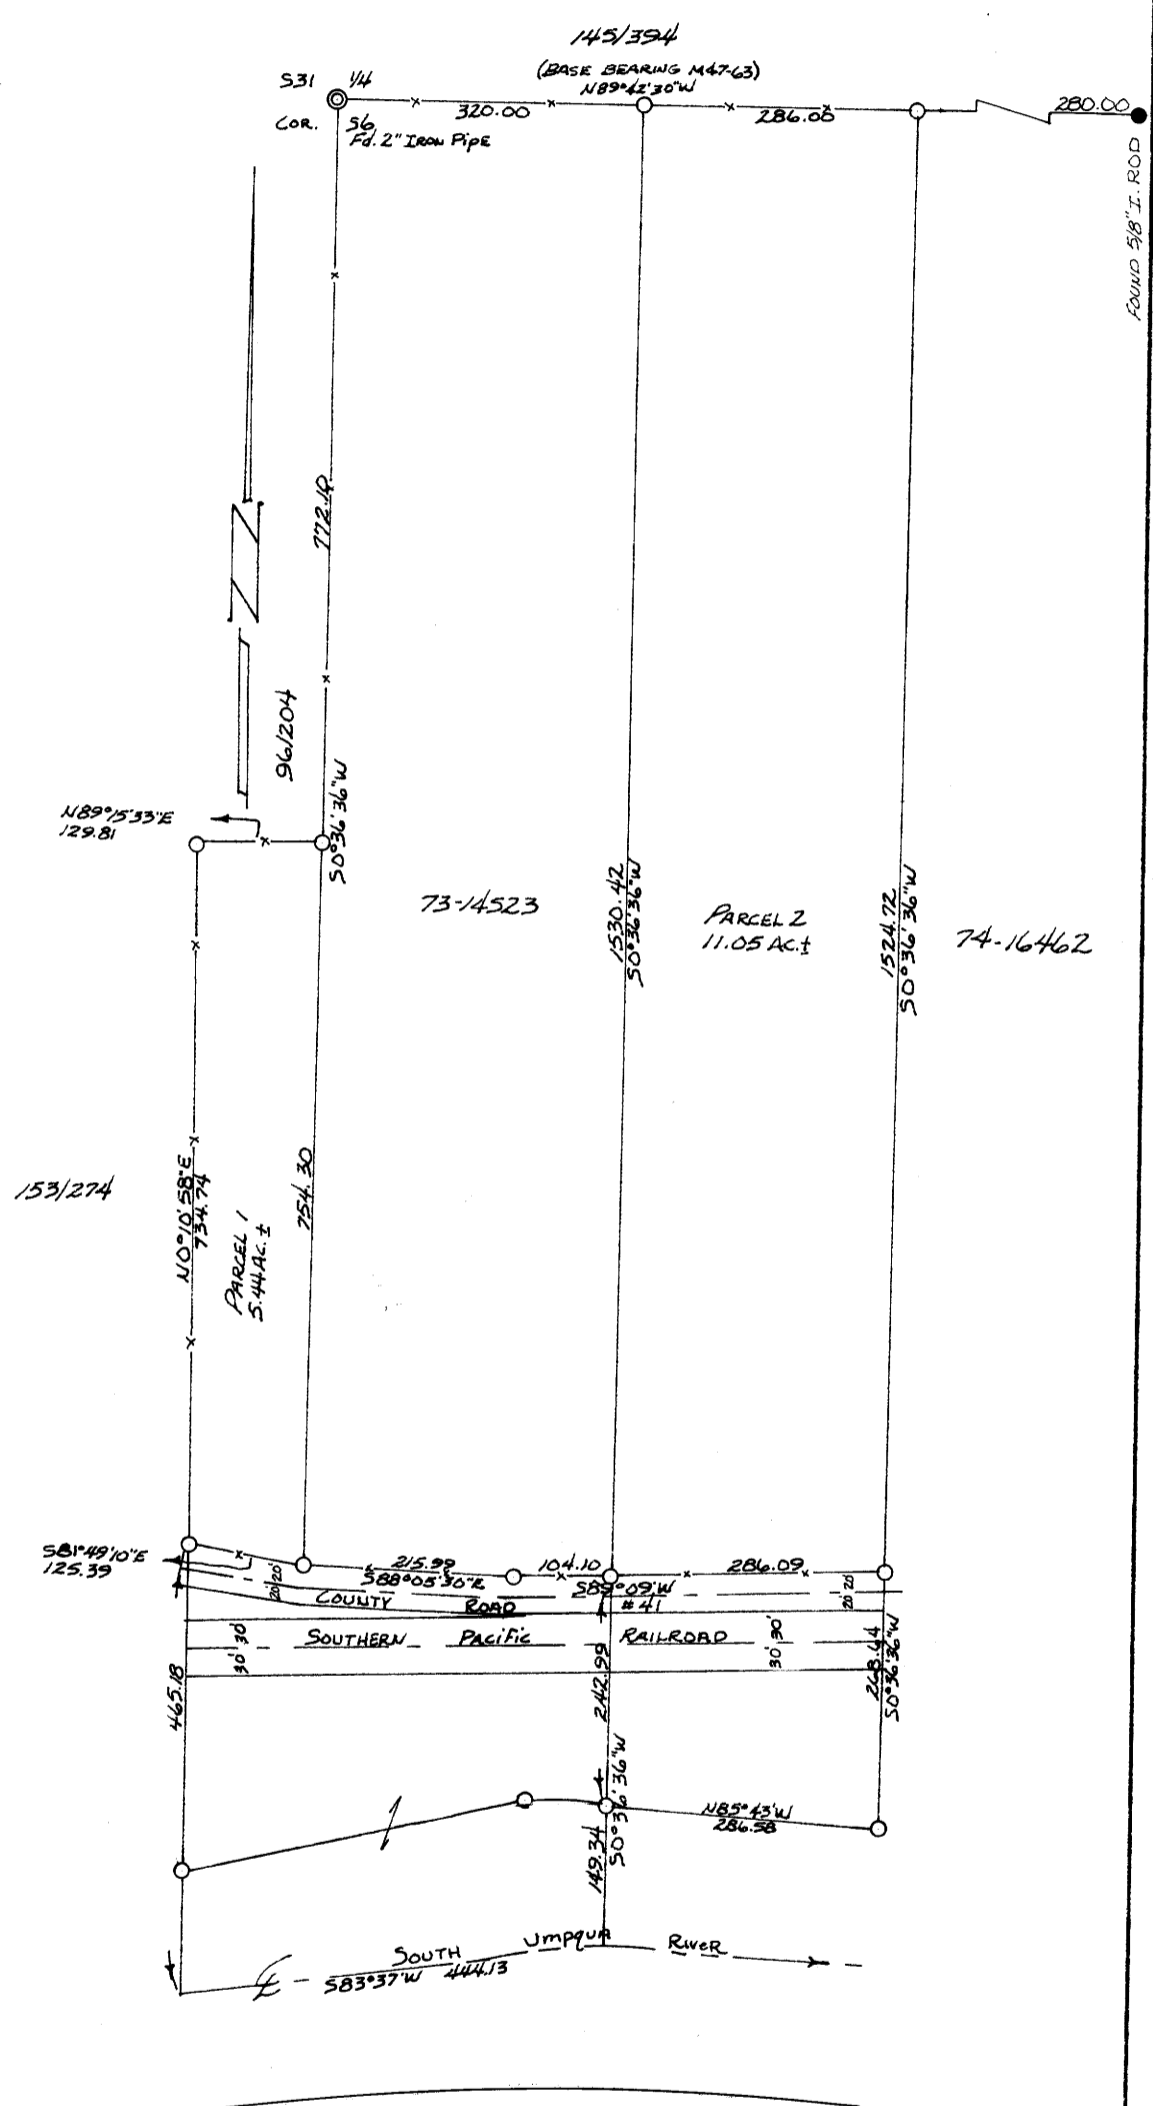 145/394
(BASE BEARING M47-63)
N89°42'30"W
S31 1/4
COR. S6
Fd. 2" IRON PIPE
320.00
286.00
280.00
FOUND 5/8" I. ROD
772.10
N
96/204
S0°36'36"W
N89°15'33"E
129.81
73-14523
1530.42
S0°36'36"W
PARCEL 2
11.05 AC.±
1524.72
S0°36'36"W
74-16462
153/274
N0°10'58"E
734.74
PARCEL 1
5.44 AC.±
754.30
S81°49'10"E
125.39
215.99
S88°05'30"E
104.10
S89°09'W
286.09
20' 20'
20' 20'
COUNTY ROAD #41
30' 30'
SOUTHERN PACIFIC RAILROAD
30' 30'
465.18
242.99
S0°36'36"W
S0°36'36"W
149.34
N85°43'W
286.58
SOUTH UMPQUA RIVER
S83°37'W 444.13